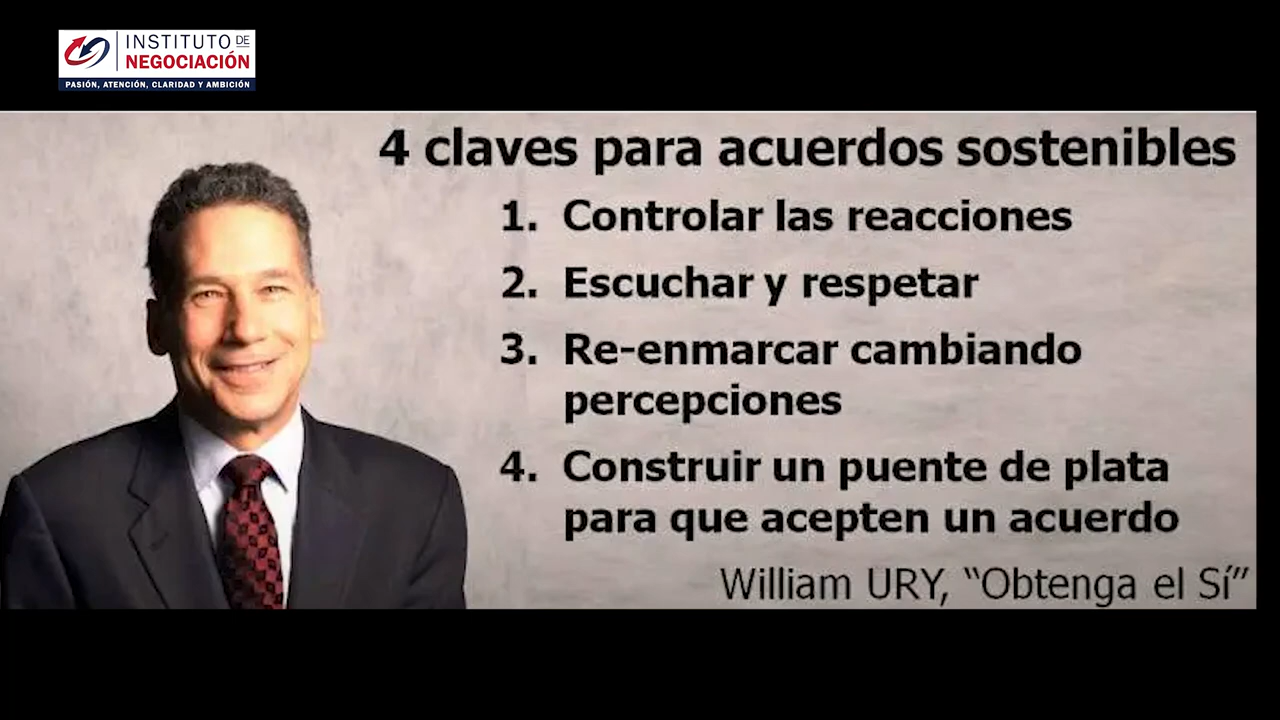 INSTITUTO DE
NEGOCIACIÓN
PASIÓN, ATENCIÓN, CLARIDAD Y AMBICIÓN
4 claves para acuerdos sostenibles
1. Controlar las reacciones
2. Escuchar y respetar
3. Re-enmarcar cambiando
percepciones
4. Construir un puente de plata
para que acepten un acuerdo
William URY, “Obtenga el Sí”